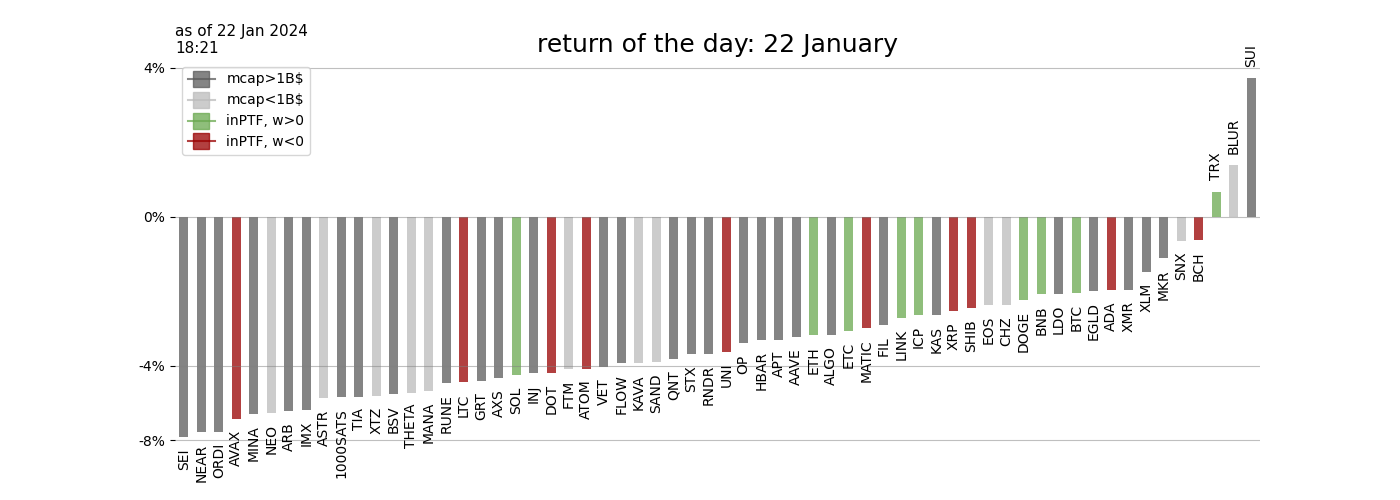 as of 22 Jan 2024
18:21
return of the day: 22 January
4%
0%
-4%
-8%
mcap>1B$
mcap<1B$
inPTF, w>0
inPTF, w<0
SEI
NEAR
ORDI
AVAX
MINA
NEO
ARB
IMX
ASTR
1000SATS
TIA
XTZ
BSV
THETA
MANA
RUNE
LTC
GRT
AXS
SOL
INJ
DOT
FTM
ATOM
VET
FLOW
KAVA
SAND
QNT
STX
RNDR
UNI
OP
HBAR
APT
AAVE
ETH
ALGO
ETC
MATIC
FIL
LINK
ICP
KAS
XRP
SHIB
EOS
CHZ
DOGE
BNB
LDO
BTC
EGLD
ADA
XMR
XLM
MKR
SNX
BCH
TRX
BLUR
SUI